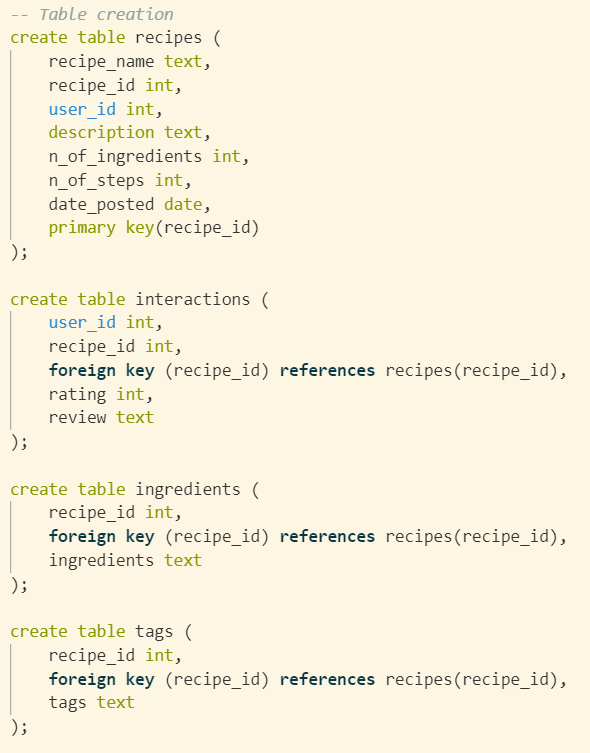 -- Table creation
create table recipes (
    recipe_name text,
    recipe_id int,
    user_id int,
    description text,
    n_of_ingredients int,
    n_of_steps int,
    date_posted date,
    primary key(recipe_id)
);

create table interactions (
    user_id int,
    recipe_id int,
    foreign key (recipe_id) references recipes(recipe_id),
    rating int,
    review text
);

create table ingredients (
    recipe_id int,
    foreign key (recipe_id) references recipes(recipe_id),
    ingredients text
);

create table tags (
    recipe_id int,
    foreign key (recipe_id) references recipes(recipe_id),
    tags text
);